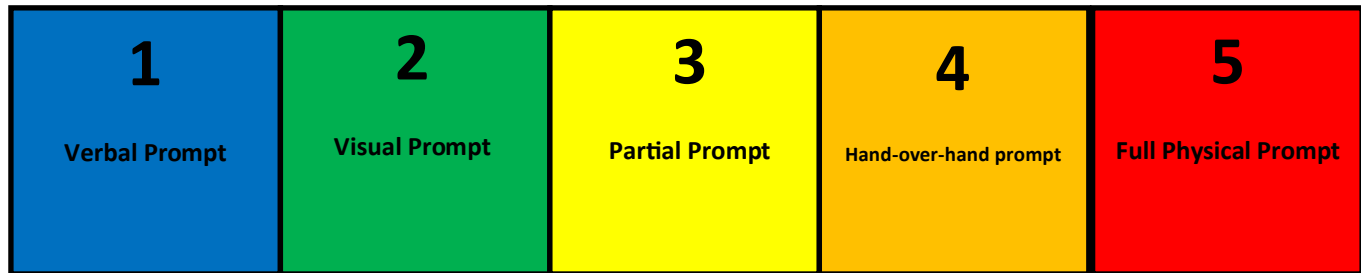 1
Verbal Prompt
2
Visual Prompt
3
Partial Prompt
4
Hand-over-hand prompt
5
Full Physical Prompt